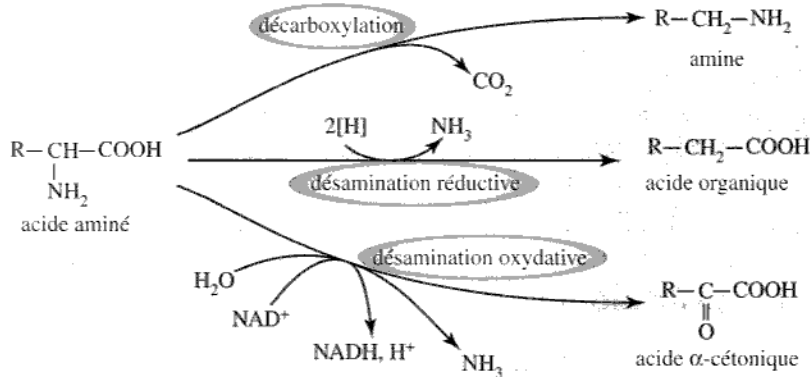 décarboxylation
R–CH₂–NH₂
amine
CO₂
2[H]
NH₃
R–CH–COOH
NH₂
acide aminé
R–CH₂–COOH
acide organique
désamination réductive
désamination oxydative
H₂O
NAD⁺
NADH, H⁺
NH₃
R–C–COOH
O
acide α-cétonique